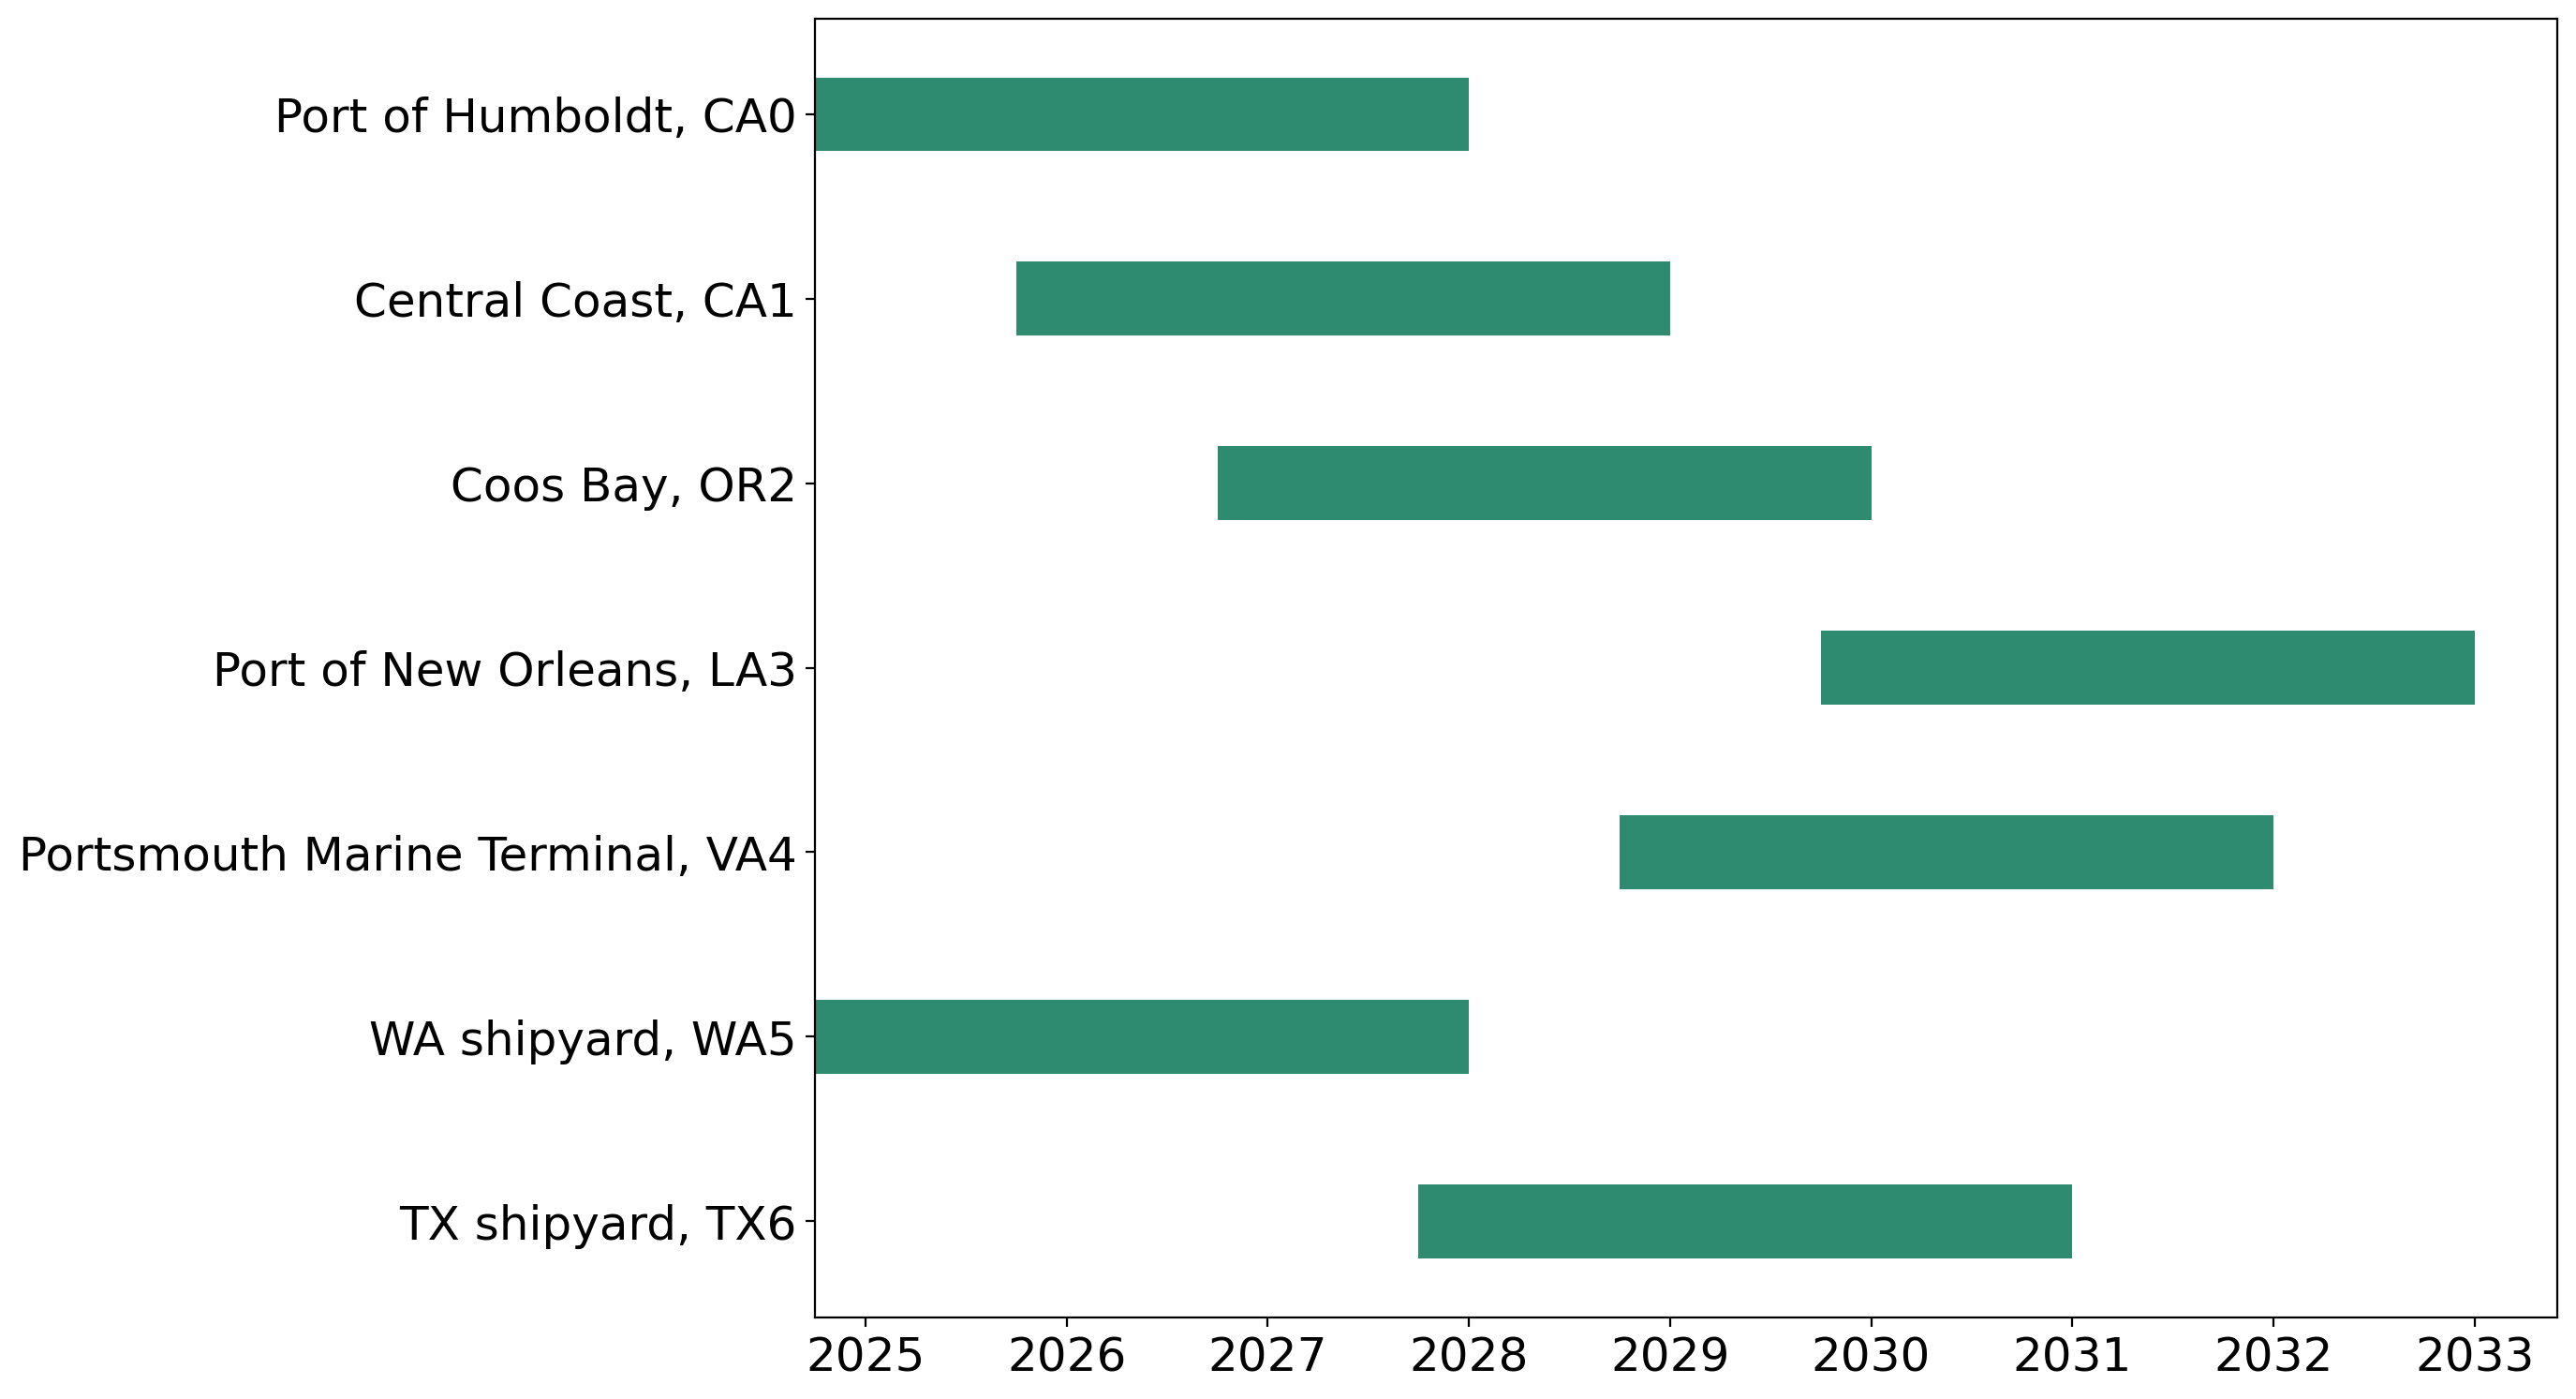 Port of Humboldt, CA0
Central Coast, CA1
Coos Bay, OR2
Port of New Orleans, LA3
Portsmouth Marine Terminal, VA4
WA shipyard, WA5
TX shipyard, TX6
2025 2026 2027 2028 2029 2030 2031 2032 2033